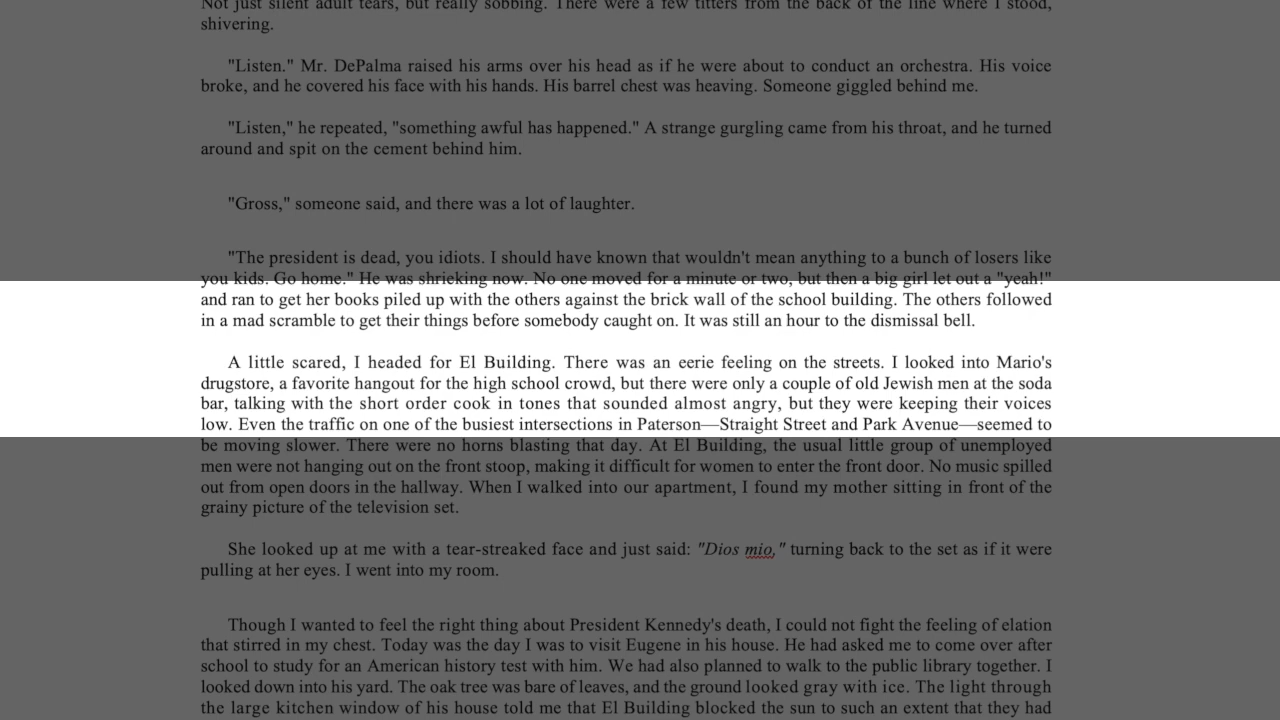 Not just silent adult tears, but really sobbing. There were a few titters from the back of the line where I stood,
shivering.
"Listen." Mr. DePalma raised his arms over his head as if he were about to conduct an orchestra. His voice
broke, and he covered his face with his hands. His barrel chest was heaving. Someone giggled behind me.
"Listen," he repeated, "something awful has happened." A strange gurgling came from his throat, and he turned
around and spit on the cement behind him.
"Gross," someone said, and there was a lot of laughter.
"The president is dead, you idiots. I should have known that wouldn't mean anything to a bunch of losers like
you kids. Go home." He was shrieking now. No one moved for a minute or two, but then a big girl let out a "yeah!"
and ran to get her books piled up with the others against the brick wall of the school building. The others followed
in a mad scramble to get their things before somebody caught on. It was still an hour to the dismissal bell.
A little scared, I headed for El Building. There was an eerie feeling on the streets. I looked into Mario's
drugstore, a favorite hangout for the high school crowd, but there were only a couple of old Jewish men at the soda
bar, talking with the short order cook in tones that sounded almost angry, but they were keeping their voices
low. Even the traffic on one of the busiest intersections in Paterson—Straight Street and Park Avenue—seemed to
be moving slower. There were no horns blasting that day. At El Building, the usual little group of unemployed
men were not hanging out on the front stoop, making it difficult for women to enter the front door. No music spilled
out from open doors in the hallway. When I walked into our apartment, I found my mother sitting in front of the
grainy picture of the television set.
She looked up at me with a tear-streaked face and just said: "Dios mio," turning back to the set as if it were
pulling at her eyes. I went into my room.
Though I wanted to feel the right thing about President Kennedy's death, I could not fight the feeling of elation
that stirred in my chest. Today was the day I was to visit Eugene in his house. He had asked me to come over after
school to study for an American history test with him. We had also planned to walk to the public library together. I
looked down into his yard. The oak tree was bare of leaves, and the ground looked gray with ice. The light through
the large kitchen window of his house told me that El Building blocked the sun to such an extent that they had